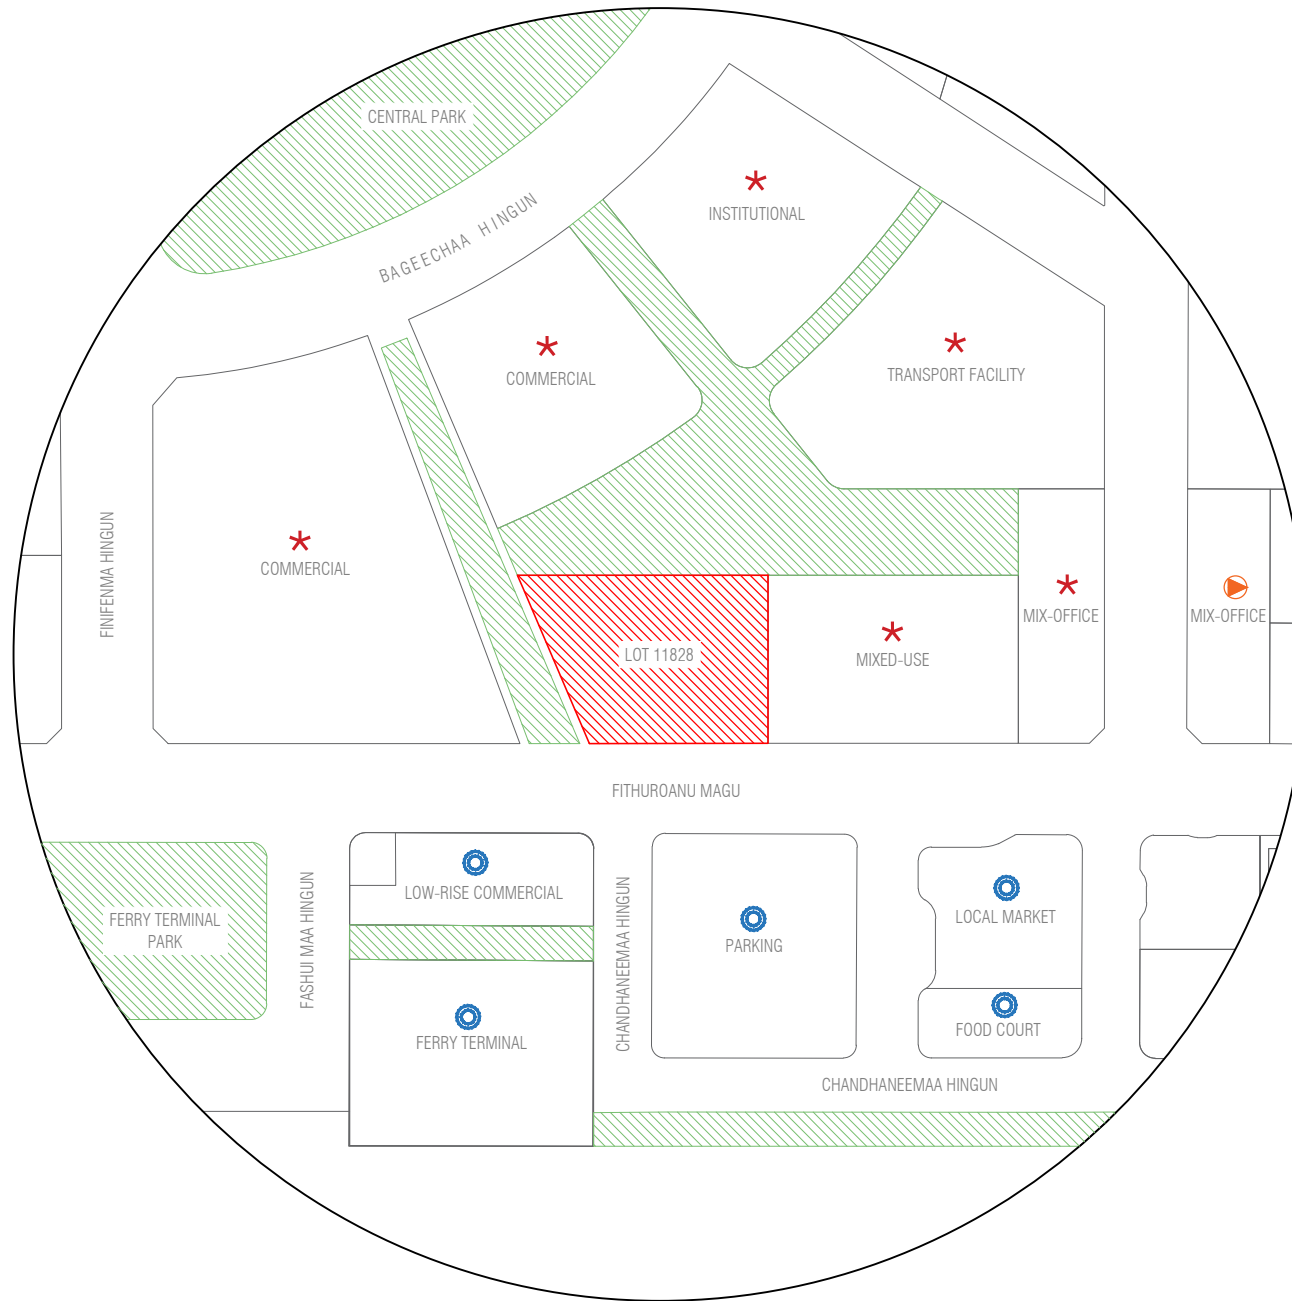 CENTRAL PARK
BAGEECHAA HINGUN
INSTITUTIONAL
COMMERCIAL
TRANSPORT FACILITY
FINIFENMA HINGUN
COMMERCIAL
LOT 11828
MIXED-USE
MIX-OFFICE
MIX-OFFICE
FITHUROANU MAGU
FERRY TERMINAL
PARK
FASHUI MAA HINGUN
LOW-RISE COMMERCIAL
CHANDHANEEMAA HINGUN
PARKING
LOCAL MARKET
FERRY TERMINAL
FOOD COURT
CHANDHANEEMAA HINGUN